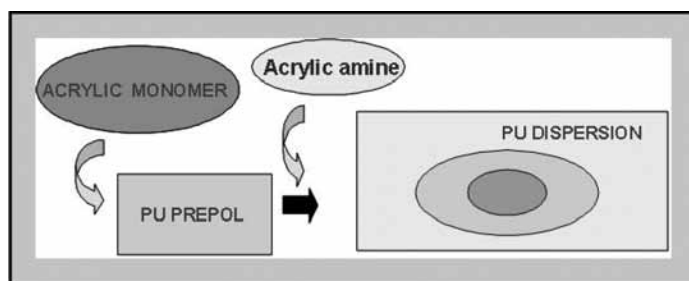 ACRYLIC MONOMER
Acrylic amine
PU DISPERSION
PU PREPOL